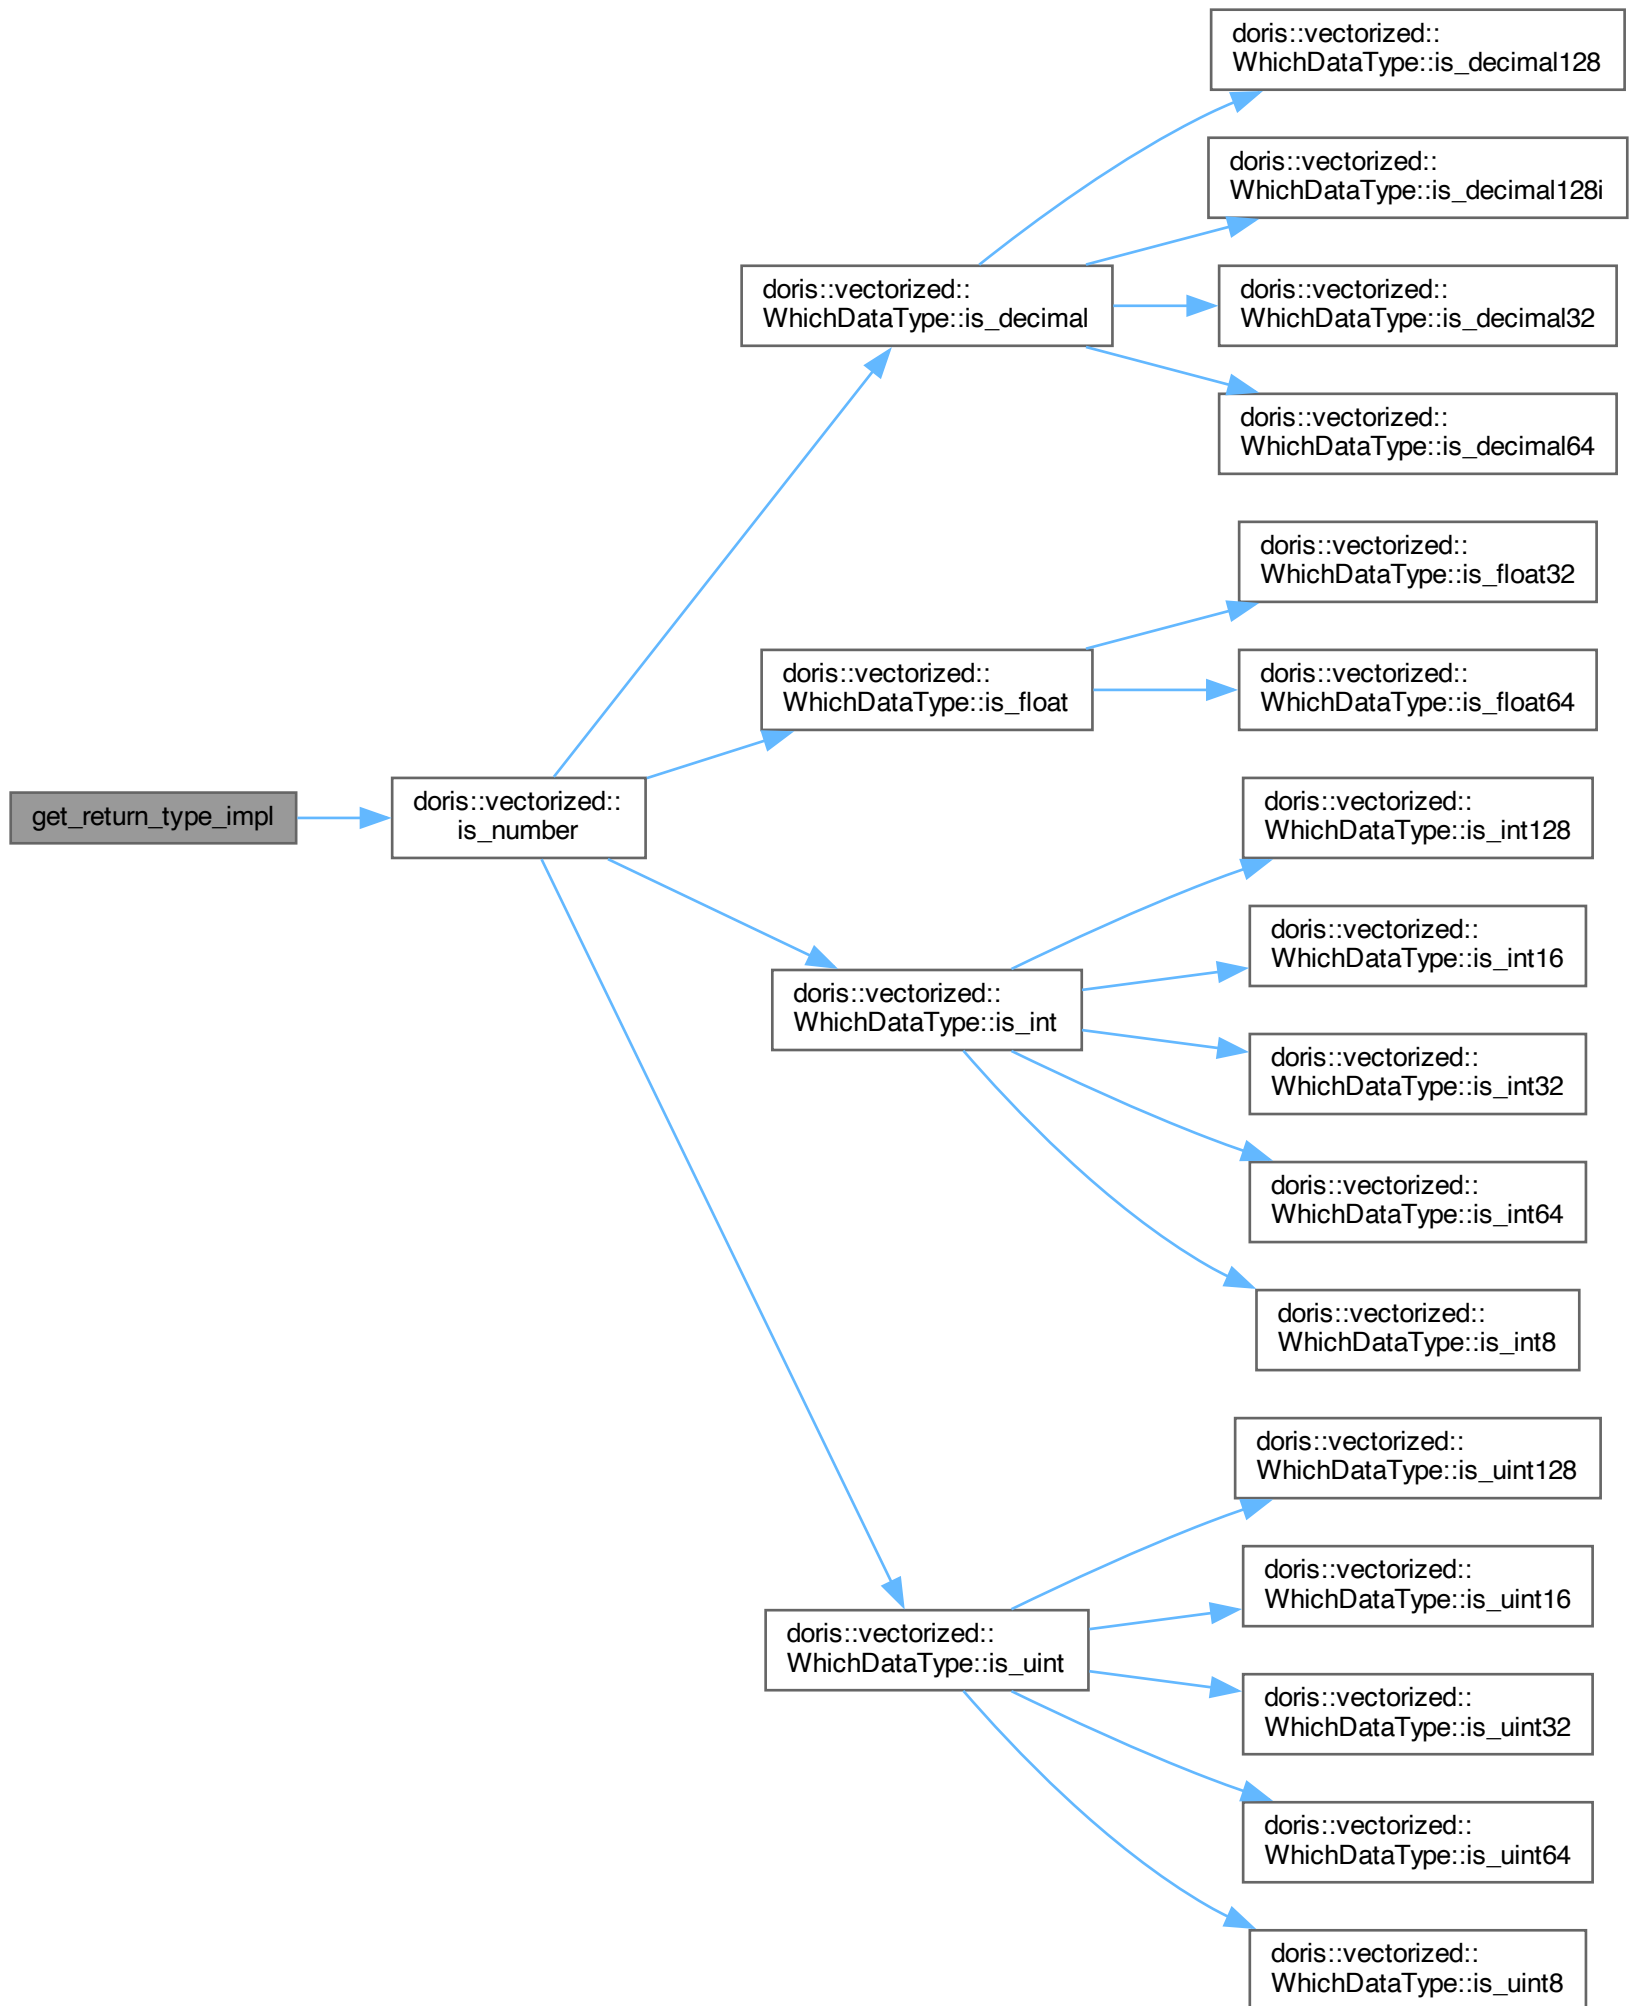 doris::vectorized::
WhichDataType::is_decimal128
doris::vectorized::
WhichDataType::is_decimal128i
doris::vectorized::
WhichDataType::is_decimal
doris::vectorized::
WhichDataType::is_decimal32
doris::vectorized::
WhichDataType::is_decimal64
doris::vectorized::
WhichDataType::is_float32
doris::vectorized::
WhichDataType::is_float
doris::vectorized::
WhichDataType::is_float64
get_return_type_impl
doris::vectorized::
is_number
doris::vectorized::
WhichDataType::is_int128
doris::vectorized::
WhichDataType::is_int16
doris::vectorized::
WhichDataType::is_int
doris::vectorized::
WhichDataType::is_int32
doris::vectorized::
WhichDataType::is_int64
doris::vectorized::
WhichDataType::is_int8
doris::vectorized::
WhichDataType::is_uint128
doris::vectorized::
WhichDataType::is_uint16
doris::vectorized::
WhichDataType::is_uint
doris::vectorized::
WhichDataType::is_uint32
doris::vectorized::
WhichDataType::is_uint64
doris::vectorized::
WhichDataType::is_uint8